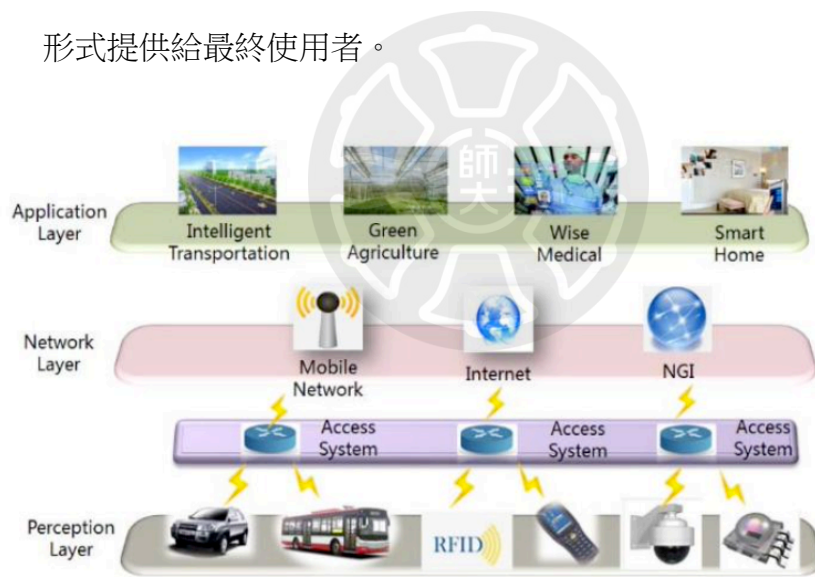 形式提供給最終使用者。
師大
Application
Layer
Intelligent
Transportation
Green
Agriculture
Wise
Medical
Smart
Home
Network
Layer
Mobile
Network
Internet
NGI
Access
System
Access
System
Access
System
Perception
Layer
RFID